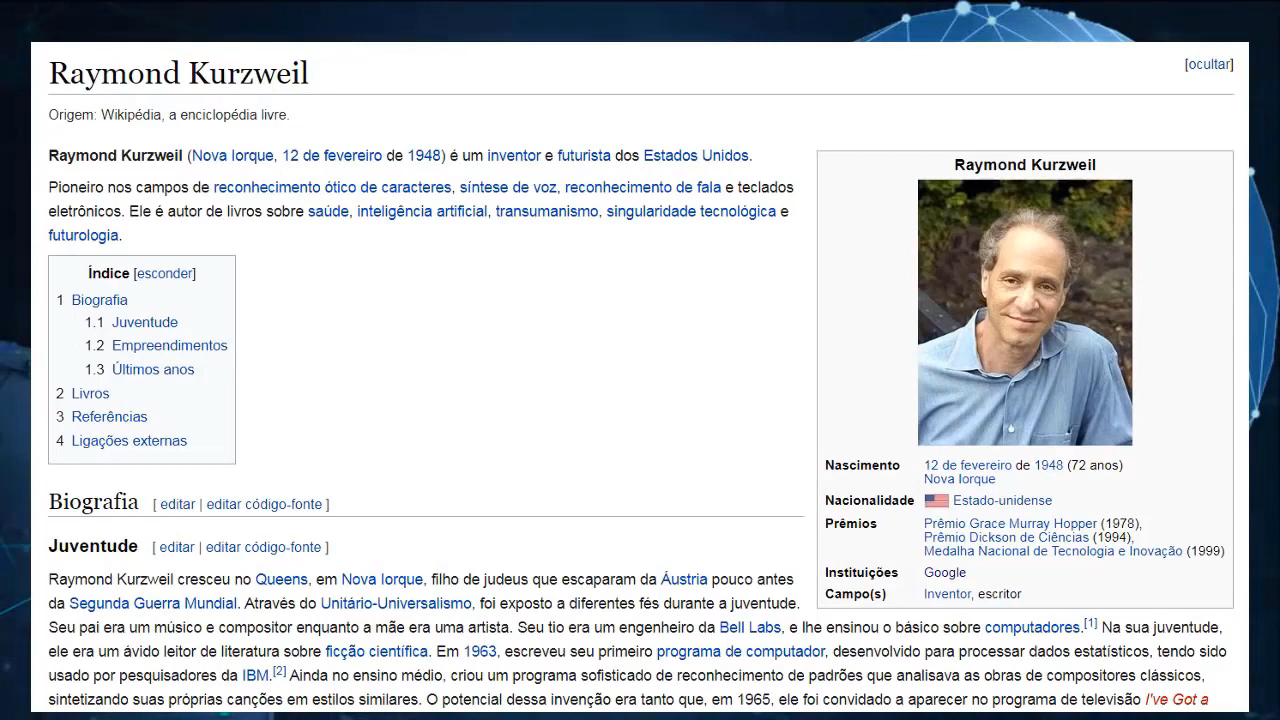 Raymond Kurzweil
[ocultar]
Origem: Wikipédia, a enciclopédia livre.
Raymond Kurzweil (Nova Iorque, 12 de fevereiro de 1948) é um inventor e futurista dos Estados Unidos.
Pioneiro nos campos de reconhecimento ótico de caracteres, síntese de voz, reconhecimento de fala e teclados
eletrônicos. Ele é autor de livros sobre saúde, inteligência artificial, transumanismo, singularidade tecnológica e
futurologia.
Índice [esconder]
1 Biografia
1.1 Juventude
1.2 Empreendimentos
1.3 Últimos anos
2 Livros
3 Referências
4 Ligações externas
Raymond Kurzweil
Nascimento 12 de fevereiro de 1948 (72 anos)
Nova Iorque
Nacionalidade Estado-unidense
Prêmios Prêmio Grace Murray Hopper (1978),
Prêmio Dickson de Ciências (1994),
Medalha Nacional de Tecnologia e Inovação (1999)
Instituições Google
Campo(s) Inventor, escritor
Biografia [ editar | editar código-fonte ]
Juventude [ editar | editar código-fonte ]
Raymond Kurzweil cresceu no Queens, em Nova Iorque, filho de judeus que escaparam da Áustria pouco antes
da Segunda Guerra Mundial. Através do Unitário-Universalismo, foi exposto a diferentes fés durante a juventude.
Seu pai era um músico e compositor enquanto a mãe era uma artista. Seu tio era um engenheiro da Bell Labs, e lhe ensinou o básico sobre computadores.[1] Na sua juventude,
ele era um ávido leitor de literatura sobre ficção científica. Em 1963, escreveu seu primeiro programa de computador, desenvolvido para processar dados estatísticos, tendo sido
usado por pesquisadores da IBM.[2] Ainda no ensino médio, criou um programa sofisticado de reconhecimento de padrões que analisava as obras de compositores clássicos,
sintetizando suas próprias canções em estilos similares. O potencial dessa invenção era tanto que, em 1965, ele foi convidado a aparecer no programa de televisão I've Got a